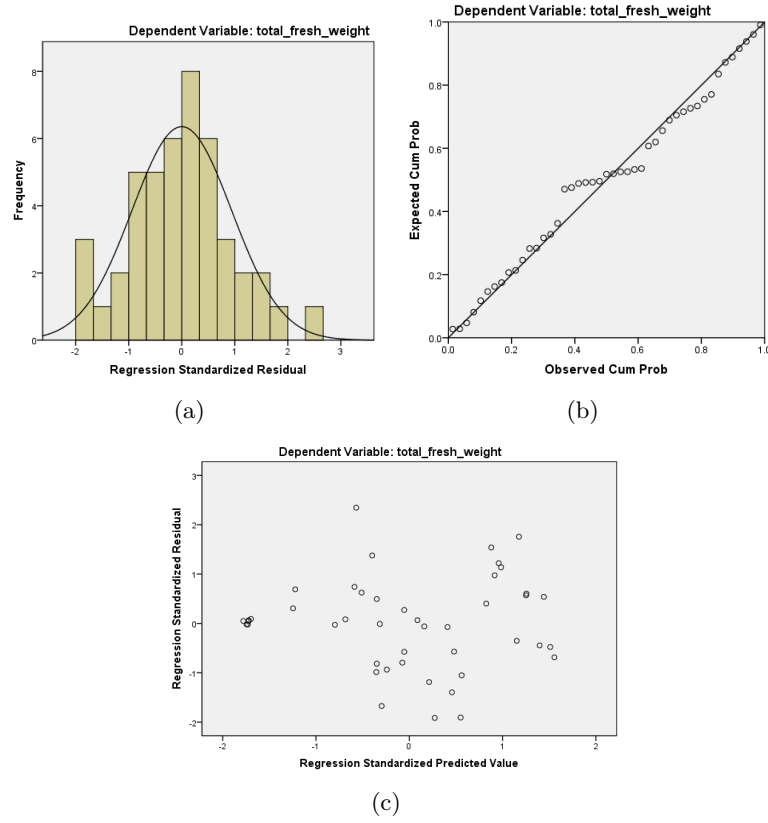 Dependent Variable: total_fresh_weight
Frequency
8
6
4
2
0
-2 -1 0 1 2 3
Regression Standardized Residual
(a)
Dependent Variable: total_fresh_weight
Expected Cum Prob
1.0
0.8
0.6
0.4
0.2
0.0
0.0 0.2 0.4 0.6 0.8 1.0
Observed Cum Prob
(b)
Dependent Variable: total_fresh_weight
Regression Standardized Residual
3
2
1
0
-1
-2
-2 -1 0 1 2
Regression Standardized Predicted Value
(c)